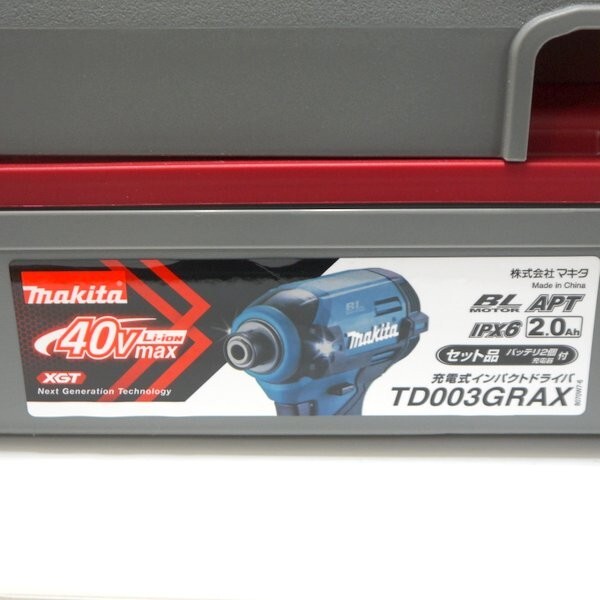 makita
40Vmax
Li-ion
XGT
Next Generation Technology
BL
makita
株式会社マキタ
Made in China
BL MOTOR APT
IPX6 2.0Ah
セット品 バッテリ2個 充電器 付
充電式インパクトドライバ
TD003GRAX